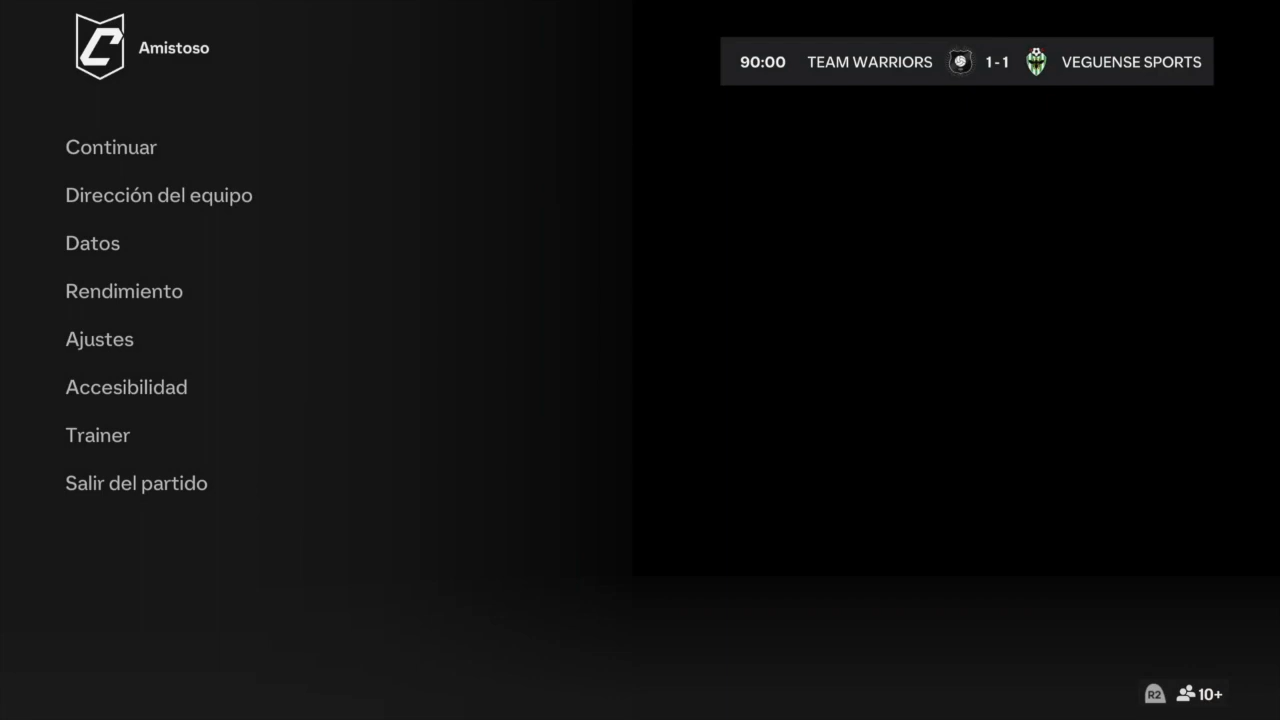 Amistoso
90:00 TEAM WARRIORS 1-1 VEGUENSE SPORTS
Continuar
Dirección del equipo
Datos
Rendimiento
Ajustes
Accesibilidad
Trainer
Salir del partido
R2 10+